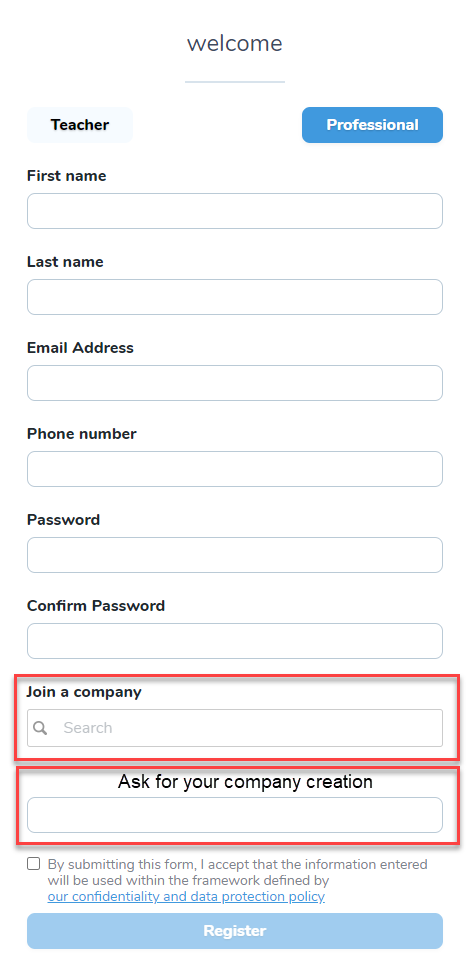 welcome
Teacher
Professional
First name
Last name
Email Address
Phone number
Password
Confirm Password
Join a company
Search
Ask for your company creation
By submitting this form, I accept that the information entered
will be used within the framework defined by
our confidentiality and data protection policy
Register